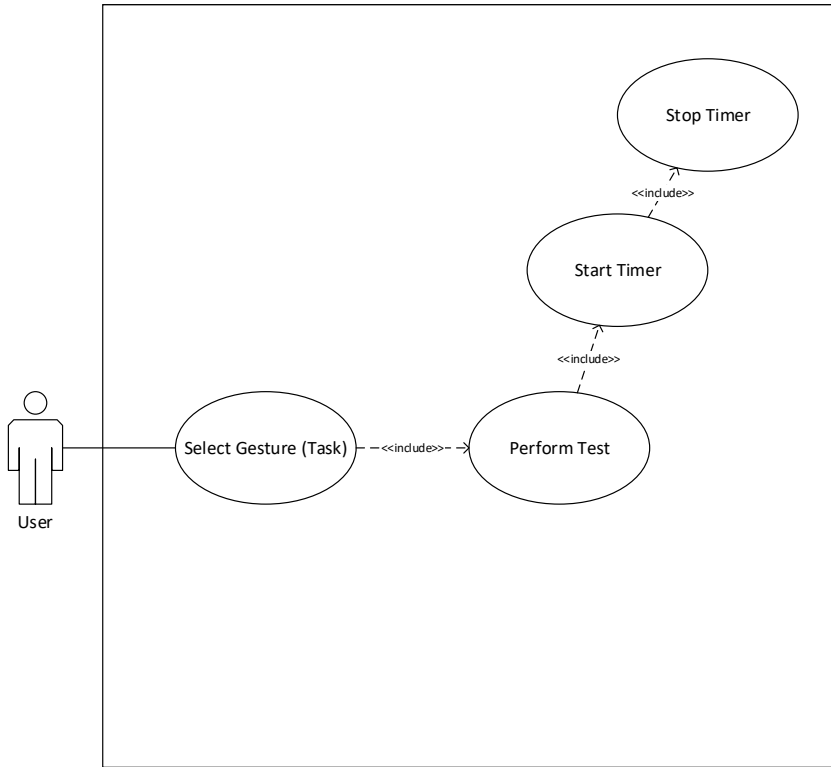 Stop Timer
<<include>>
Start Timer
<<include>>
Select Gesture (Task)
<<include>>
Perform Test
User